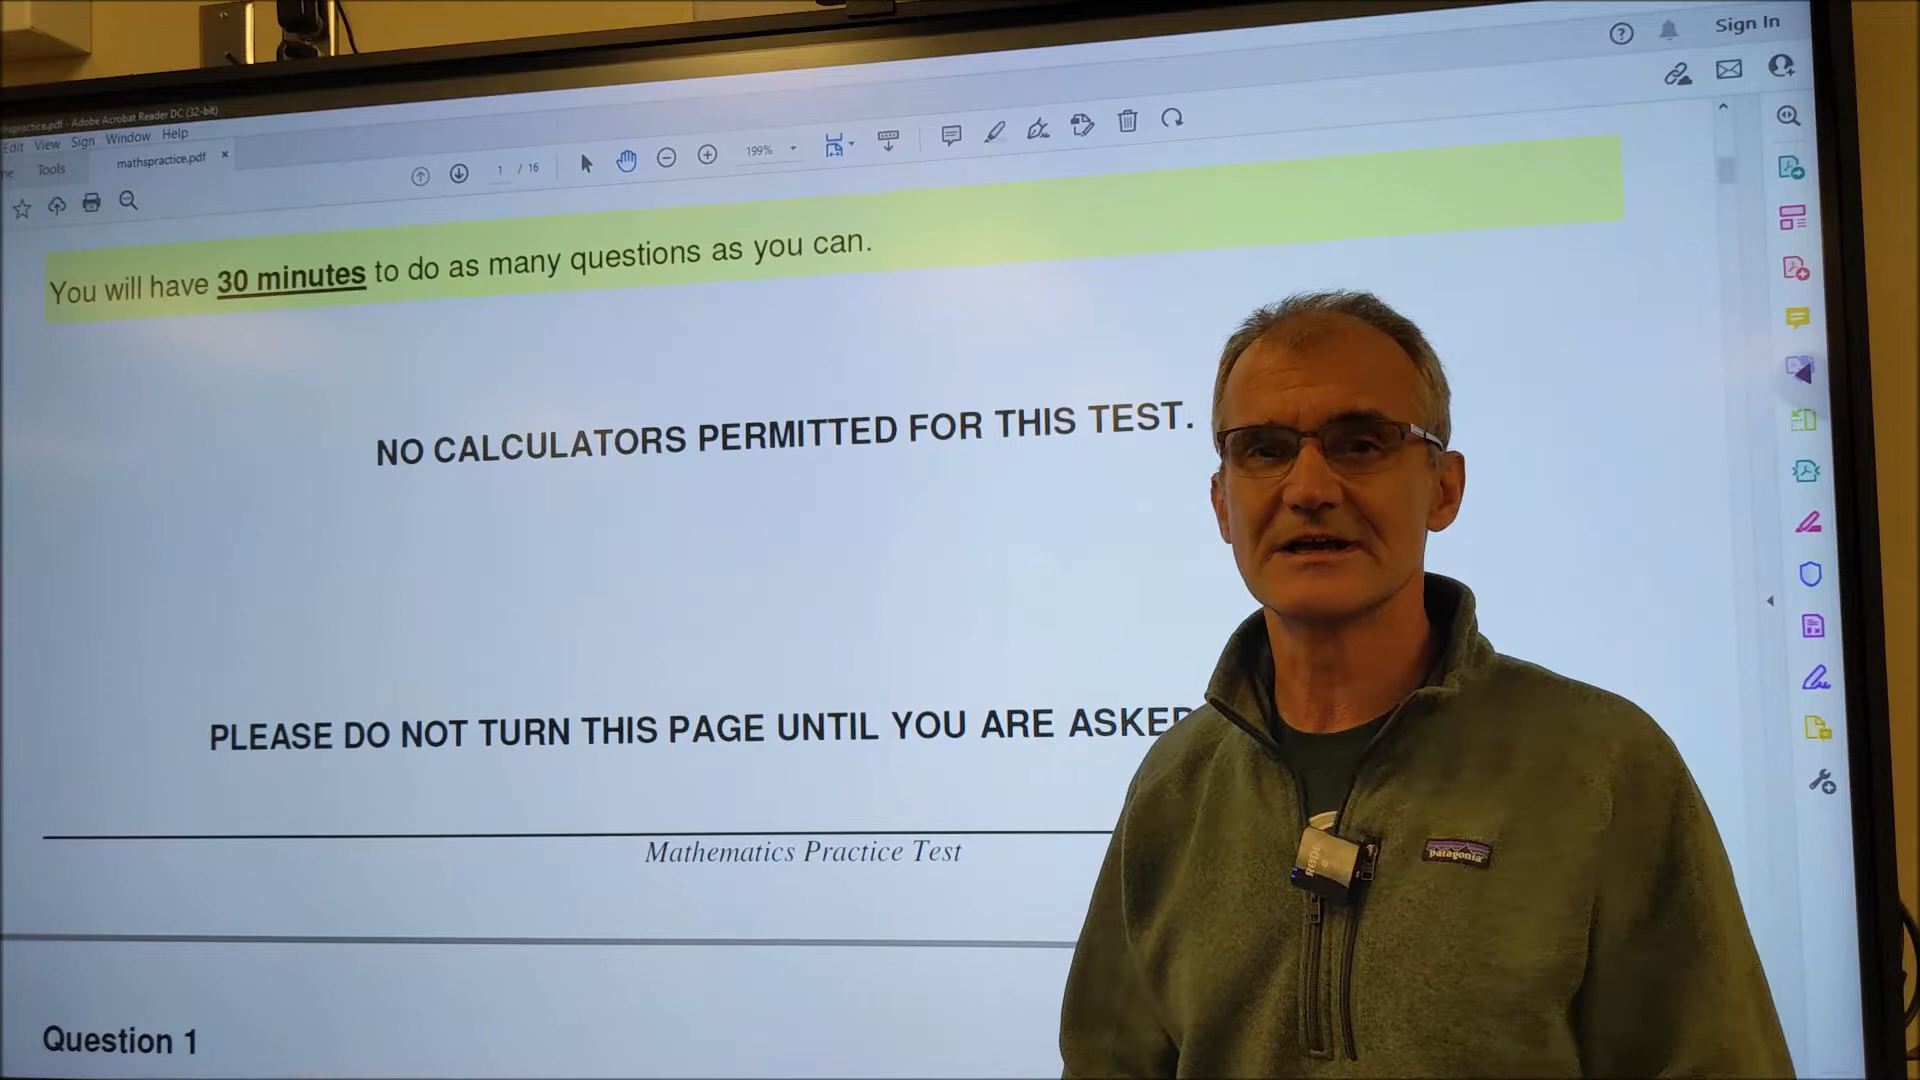 Sign In
mathspractice.pdf - Adobe Acrobat Reader DC (32-bit)
Edit View Sign Window Help
Tools
mathspractice.pdf
1 / 16
199%
You will have 30 minutes to do as many questions as you can.
NO CALCULATORS PERMITTED FOR THIS TEST.
PLEASE DO NOT TURN THIS PAGE UNTIL YOU ARE ASKED
Mathematics Practice Test
Question 1
RØDE
patagonia